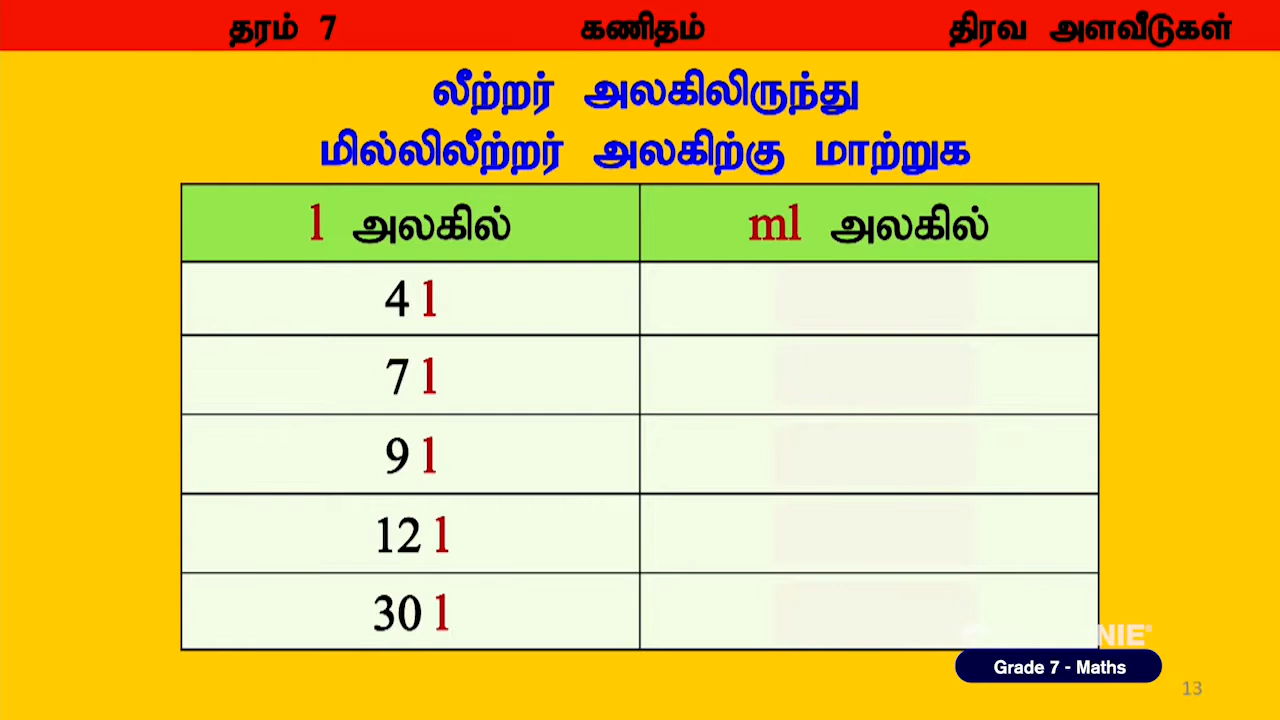 தரம் 7 கணிதம் திரவ அளவீடுகள்
லீற்றர் அலகிலிருந்து
மில்லிலீற்றர் அலகிற்கு மாற்றுக
l அலகில் ml அலகில்
4 l
7 l
9 l
12 l
30 l
NIE
Grade 7 - Maths
13